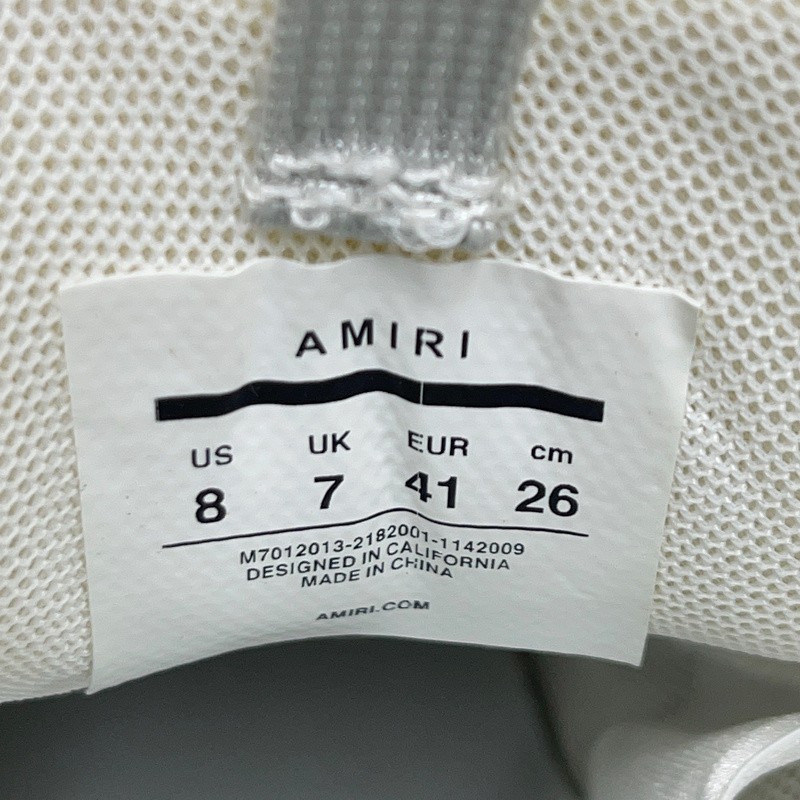 AMIRI
US UK EUR cm
8 7 41 26
M7012013-2182001-1142009
DESIGNED IN CALIFORNIA
MADE IN CHINA
AMIRI.COM